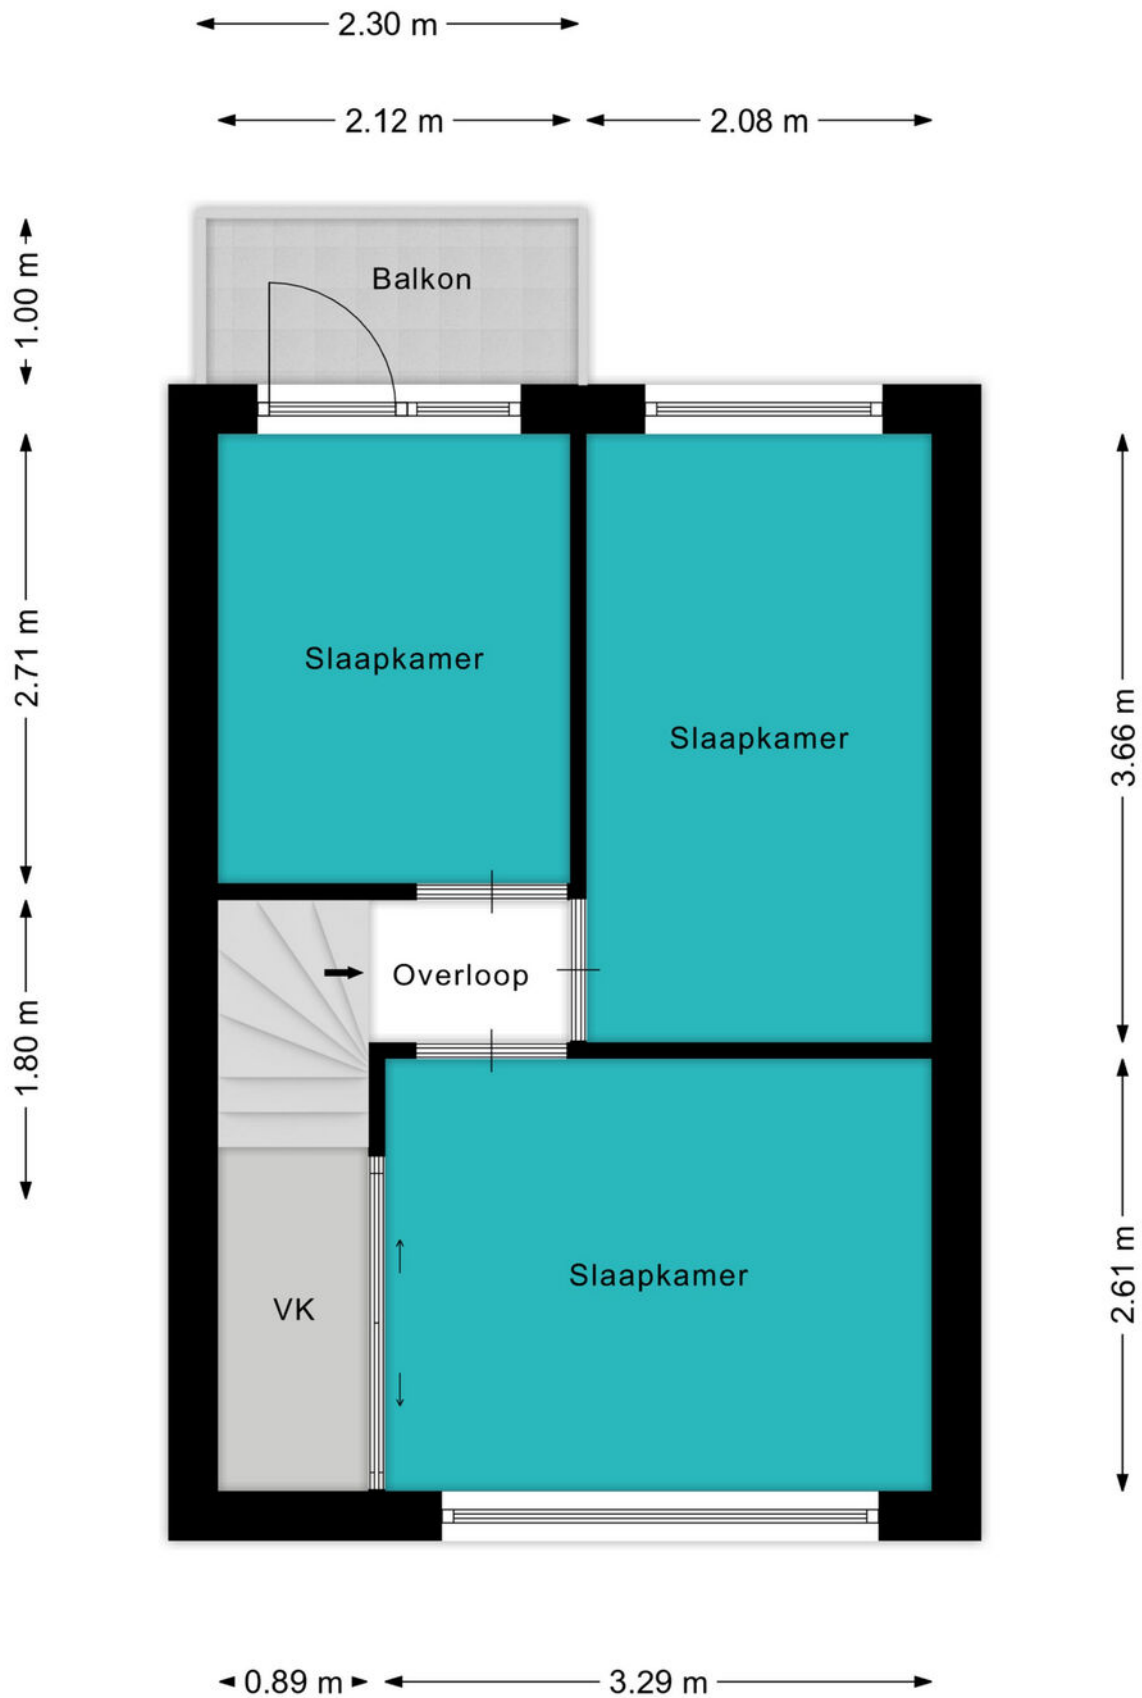 2.30 m
2.12 m
2.08 m
1.00 m
Balkon
2.71 m
Slaapkamer
Slaapkamer
3.66 m
Overloop
1.80 m
Slaapkamer
2.61 m
VK
0.89 m
3.29 m